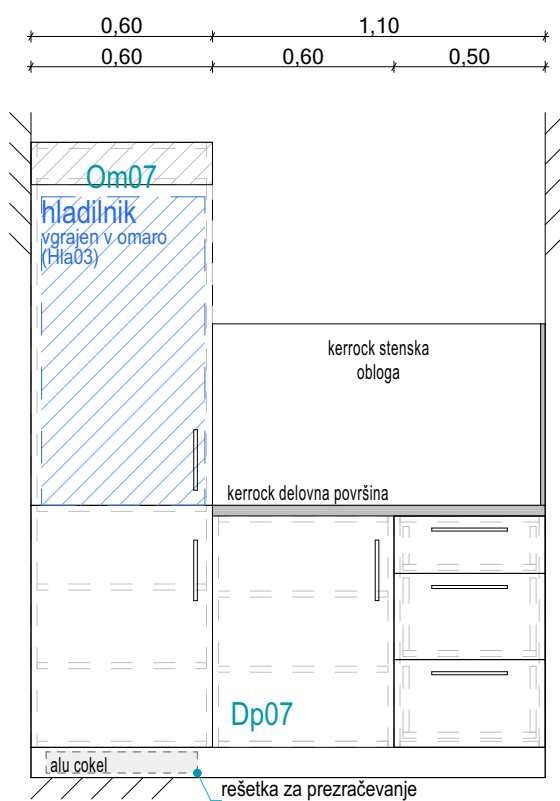 0,60 1,10
0,60 0,60 0,50
Om07
hladilnik
vgrajen v omaro
(Hla03)
kerrock stenska
obloga
kerrock delovna površina
Dp07
alu cokel
rešetka za prezračevanje